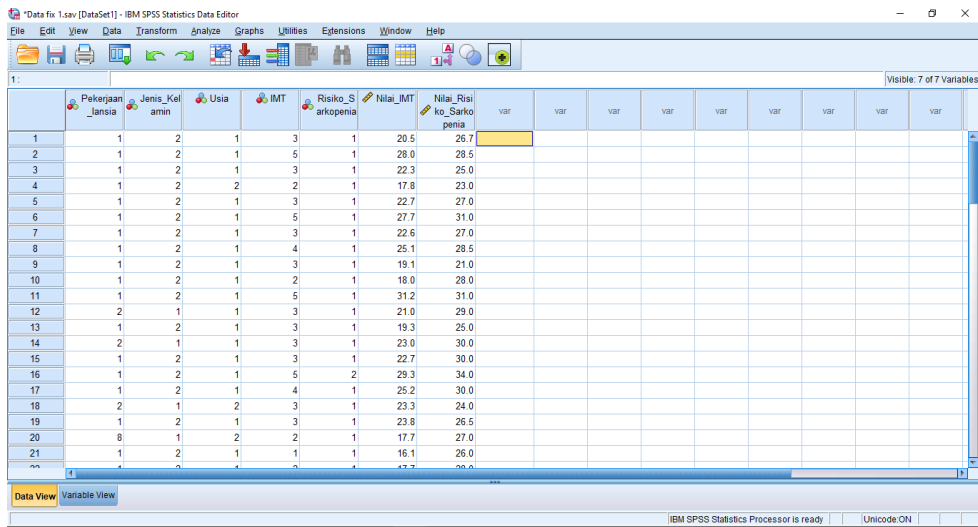 *Data fix 1.sav [DataSet1] - IBM SPSS Statistics Data Editor
File Edit View Data Transform Analyze Graphs Utilities Extensions Window Help
1 :
Visible: 7 of 7 Variables
Pekerjaan_lansia Jenis_Kelamin Usia IMT Risiko_Sarkopenia Nilai_IMT Nilai_Risiko_Sarkopenia var var var var var var var var
1 1 2 1 3 1 20.5 26.7
2 1 2 1 5 1 28.0 28.5
3 1 2 1 3 1 22.3 25.0
4 1 2 2 2 1 17.8 23.0
5 1 2 1 3 1 22.7 27.0
6 1 2 1 5 1 27.7 31.0
7 1 2 1 3 1 22.6 27.0
8 1 2 1 4 1 25.1 28.5
9 1 2 1 3 1 19.1 21.0
10 1 2 1 2 1 18.0 28.0
11 1 2 1 5 1 31.2 31.0
12 2 1 1 3 1 21.0 29.0
13 1 2 1 3 1 19.3 25.0
14 2 1 1 3 1 23.0 30.0
15 1 2 1 3 1 22.7 30.0
16 1 2 1 5 2 29.3 34.0
17 1 2 1 4 1 25.2 30.0
18 2 1 2 3 1 23.3 24.0
19 1 2 1 3 1 23.8 26.5
20 8 1 2 2 1 17.7 27.0
21 1 2 1 1 1 16.1 26.0
Data View Variable View
IBM SPSS Statistics Processor is ready Unicode:ON